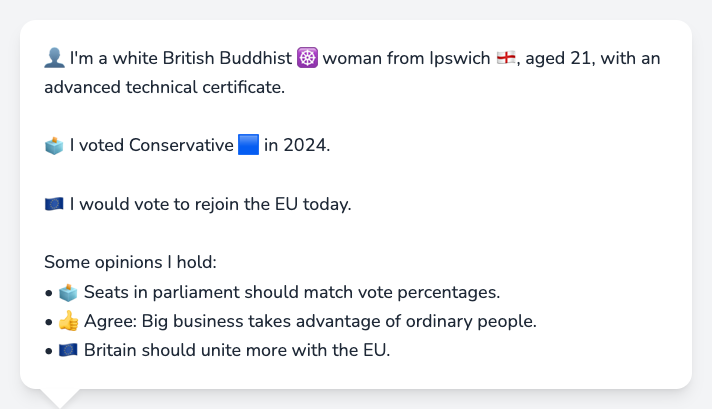 👤 I'm a white British Buddhist ☸️ woman from Ipswich 🏴󠁧󠁢󠁥󠁮󠁧󠁿, aged 21, with an
advanced technical certificate.
🗳️ I voted Conservative 🟦 in 2024.
🇪🇺 I would vote to rejoin the EU today.
Some opinions I hold:
• 🗳️ Seats in parliament should match vote percentages.
• 👍 Agree: Big business takes advantage of ordinary people.
• 🇪🇺 Britain should unite more with the EU.